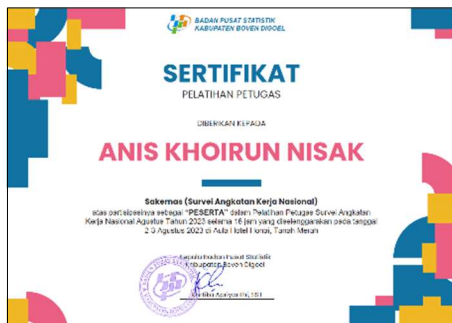 BADAN PUSAT STATISTIK
KABUPATEN BOVEN DIGOEL
SERTIFIKAT
PELATIHAN PETUGAS
DIBERIKAN KEPADA
ANIS KHOIRUN NISAK
Sakernas (Survei Angkatan Kerja Nasional)
atas partisipasinya sebagai "PESERTA" dalam Pelatihan Petugas Survei Angkatan
Kerja Nasional Agustus Tahun 2023 selama 16 jam yang diselenggarakan pada tanggal
2-3 Agustus 2023 di Aula Hotel Honai, Tanah Merah
Kepala Badan Pusat Statistik
Kabupaten Boven Digoel